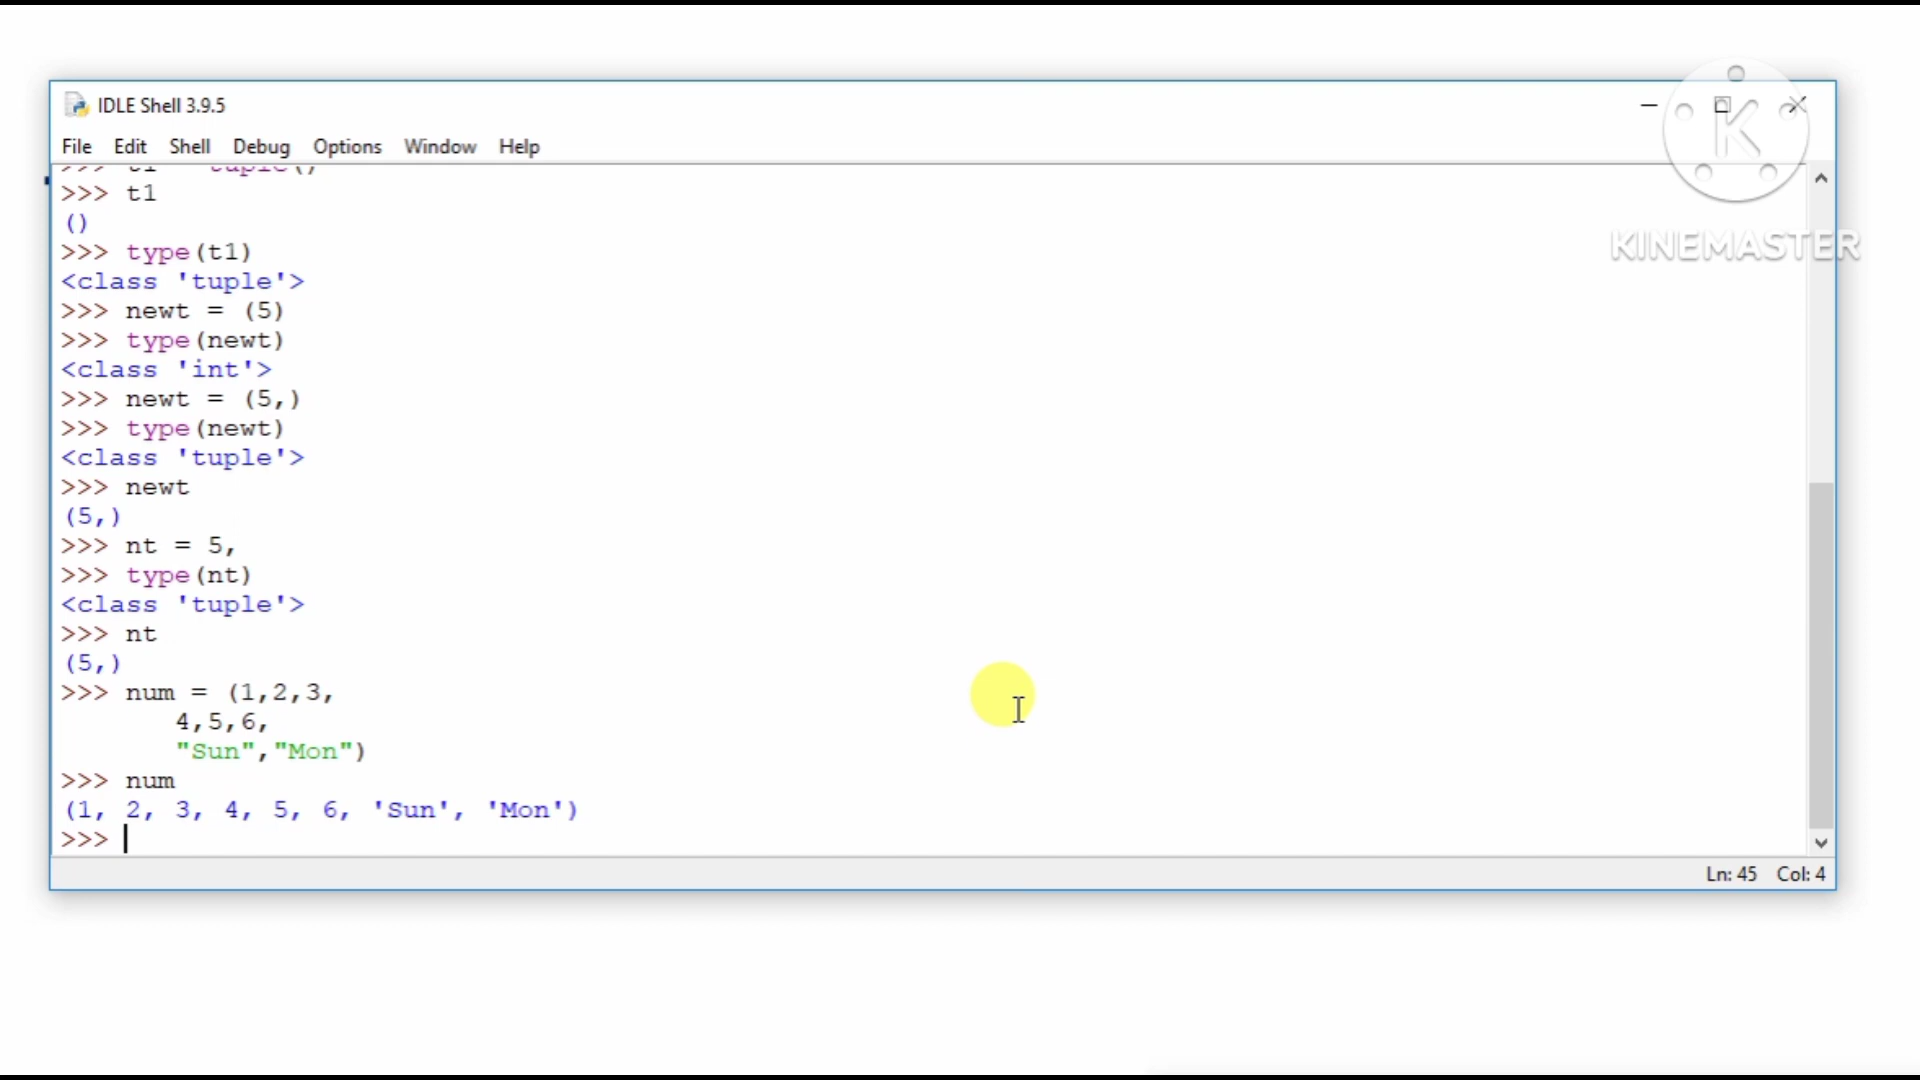 IDLE Shell 3.9.5
File Edit Shell Debug Options Window Help
>>> t1 = tuple()
>>> t1
()
>>> type(t1)
<class 'tuple'>
>>> newt = (5)
>>> type(newt)
<class 'int'>
>>> newt = (5,)
>>> type(newt)
<class 'tuple'>
>>> newt
(5,)
>>> nt = 5,
>>> type(nt)
<class 'tuple'>
>>> nt
(5,)
>>> num = (1,2,3,
4,5,6,
"Sun","Mon")
>>> num
(1, 2, 3, 4, 5, 6, 'Sun', 'Mon')
>>>
Ln: 45 Col: 4
K
KINEMASTER